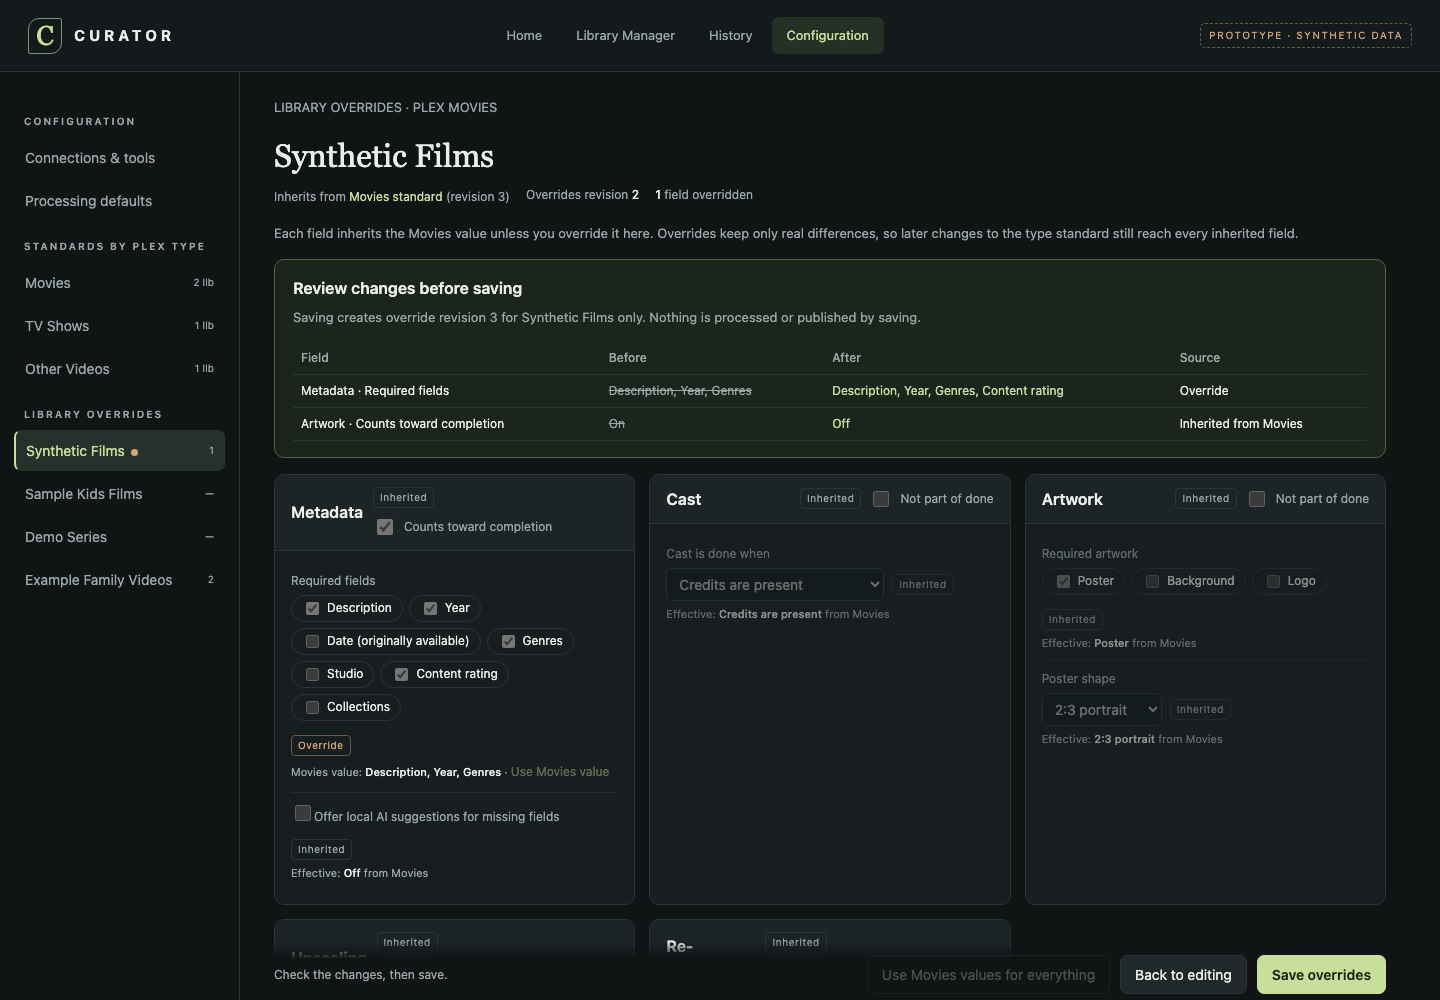 C CURATOR
Home Library Manager History Configuration
PROTOTYPE · SYNTHETIC DATA
CONFIGURATION
Connections & tools
Processing defaults
STANDARDS BY PLEX TYPE
Movies 2 lib
TV Shows 1 lib
Other Videos 1 lib
LIBRARY OVERRIDES
Synthetic Films 1
Sample Kids Films –
Demo Series –
Example Family Videos 2
LIBRARY OVERRIDES · PLEX MOVIES
Synthetic Films
Inherits from Movies standard (revision 3) Overrides revision 2 1 field overridden
Each field inherits the Movies value unless you override it here. Overrides keep only real differences, so later changes to the type standard still reach every inherited field.
Review changes before saving
Saving creates override revision 3 for Synthetic Films only. Nothing is processed or published by saving.
Field Before After Source
Metadata · Required fields Description, Year, Genres Description, Year, Genres, Content rating Override
Artwork · Counts toward completion On Off Inherited from Movies
Metadata Inherited
Counts toward completion
Required fields
Description Year
Date (originally available) Genres
Studio Content rating
Collections
Override
Movies value: Description, Year, Genres · Use Movies value
Offer local AI suggestions for missing fields
Inherited
Effective: Off from Movies
Cast Inherited Not part of done
Cast is done when
Credits are present Inherited
Effective: Credits are present from Movies
Artwork Inherited Not part of done
Required artwork
Poster Background Logo
Inherited
Effective: Poster from Movies
Poster shape
2:3 portrait Inherited
Effective: 2:3 portrait from Movies
Upscaling Inherited
Re- Inherited
Check the changes, then save.
Use Movies values for everything Back to editing Save overrides